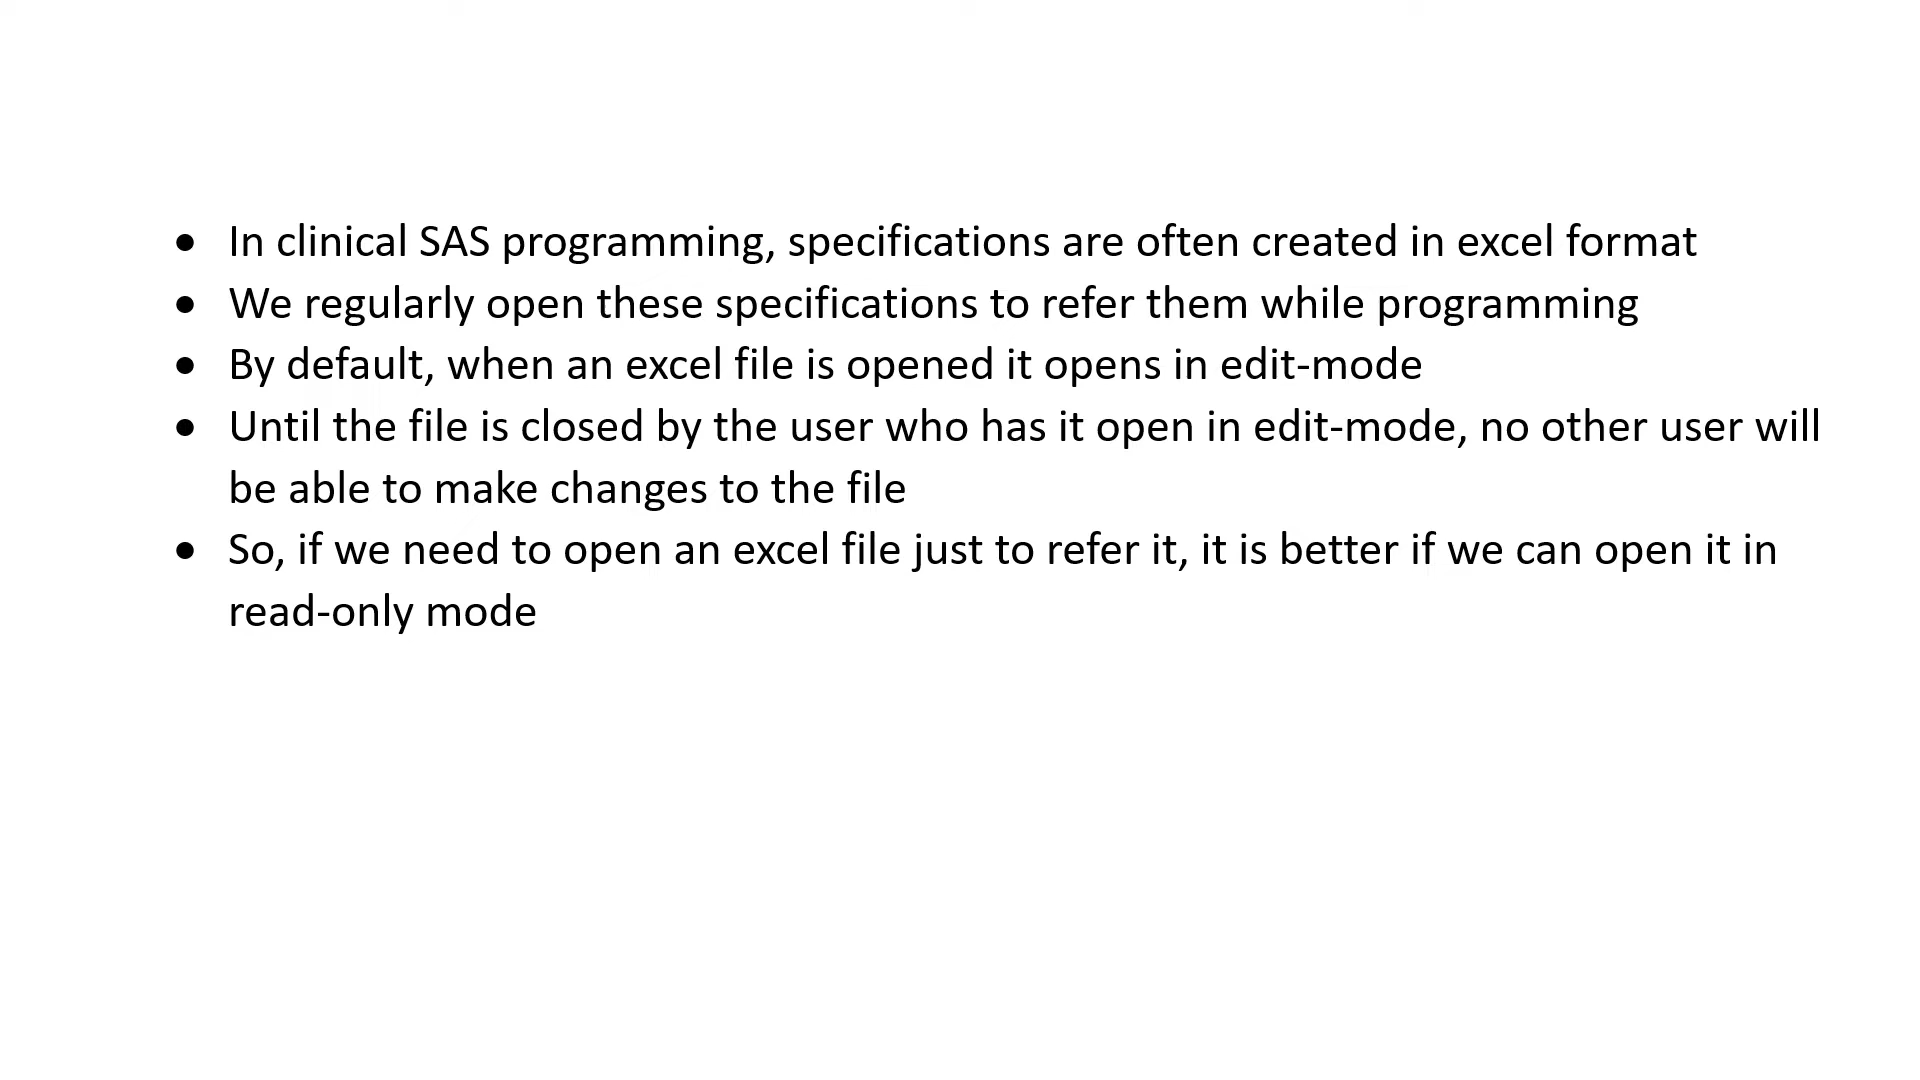 • In clinical SAS programming, specifications are often created in excel format
• We regularly open these specifications to refer them while programming
• By default, when an excel file is opened it opens in edit-mode
• Until the file is closed by the user who has it open in edit-mode, no other user will
be able to make changes to the file
• So, if we need to open an excel file just to refer it, it is better if we can open it in
read-only mode